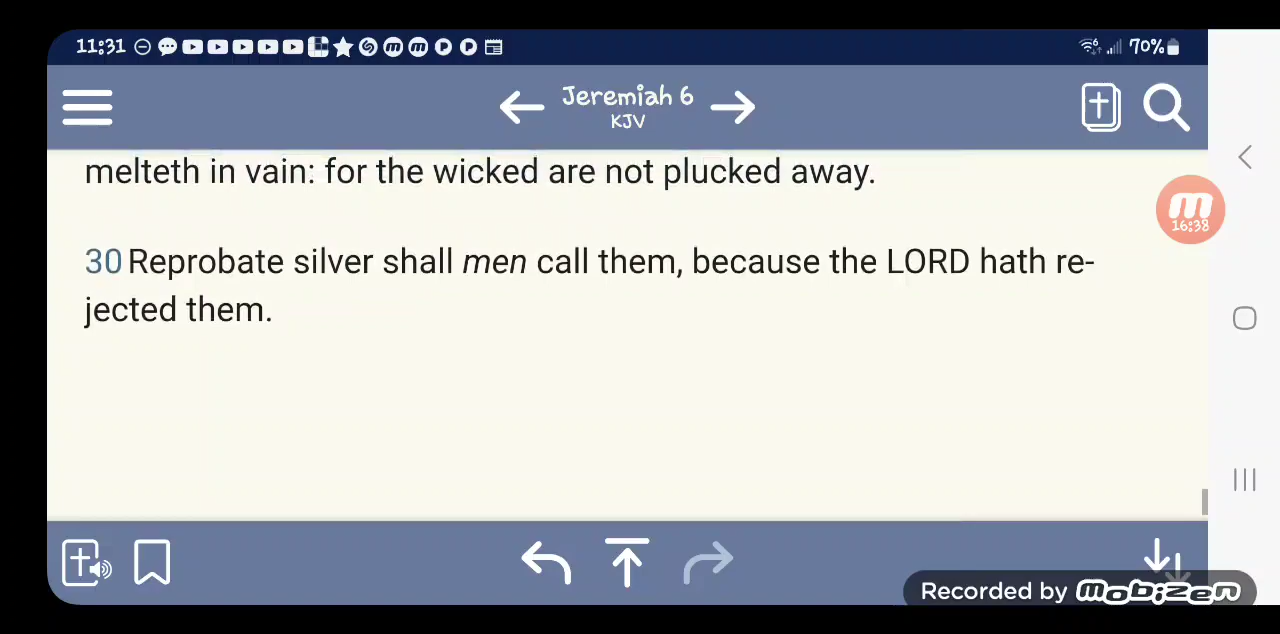 11:31 70%
Jeremiah 6
KJV
melteth in vain: for the wicked are not plucked away.
16:38
30 Reprobate silver shall men call them, because the LORD hath re-
jected them.
Recorded by mobizen